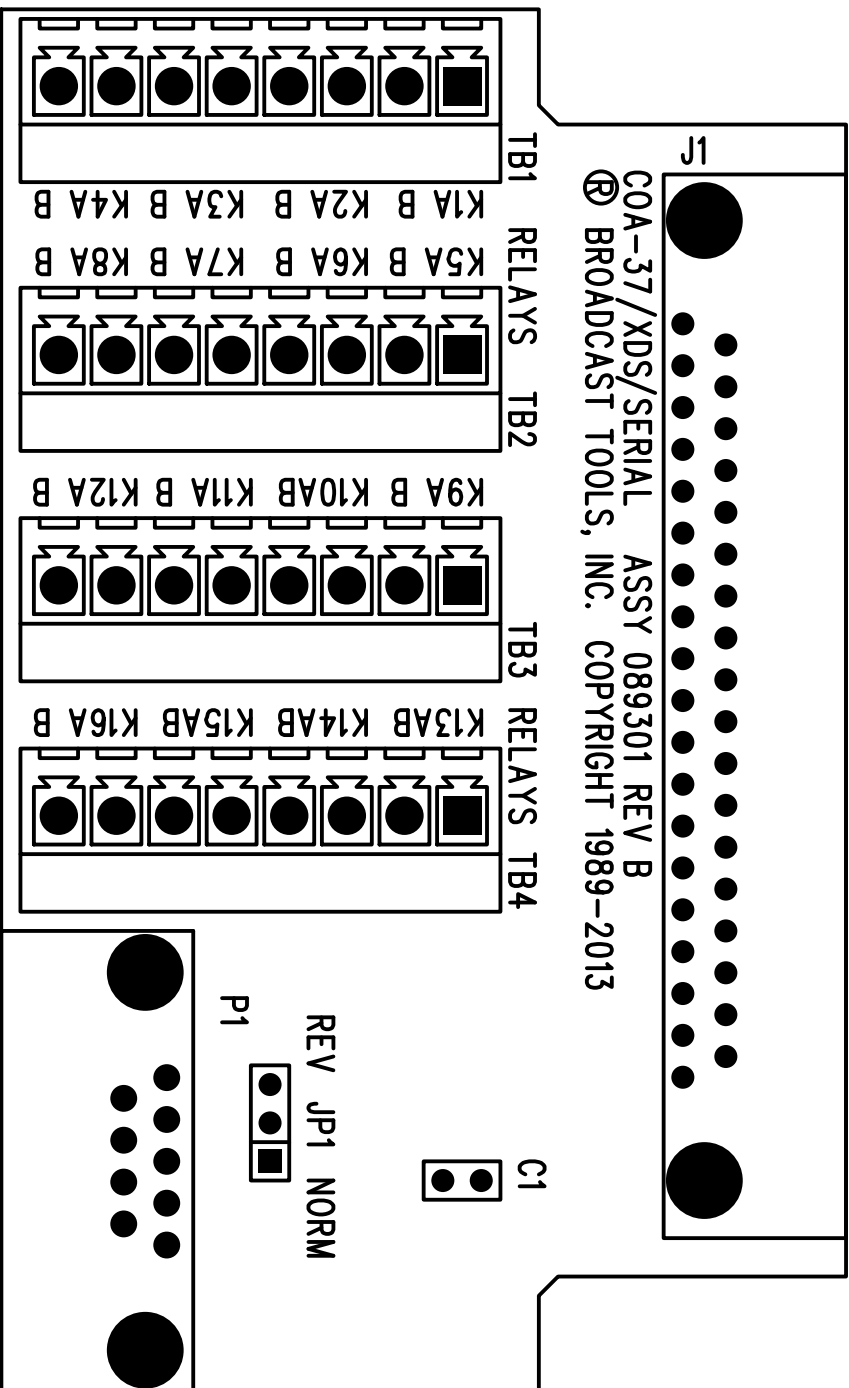 J1
COA-37/XDS/SERIAL ASSY 089301 REV B
® BROADCAST TOOLS, INC. COPYRIGHT 1989-2013
TB1 RELAYS TB2 TB3 RELAYS TB4
K1A B K2A B K3A B K4A B
K5A B K6A B K7A B K8A B
K9A B K10AB K11A B K12A B
K13AB K14AB K15AB K16A B
C1
REV JP1 NORM
P1